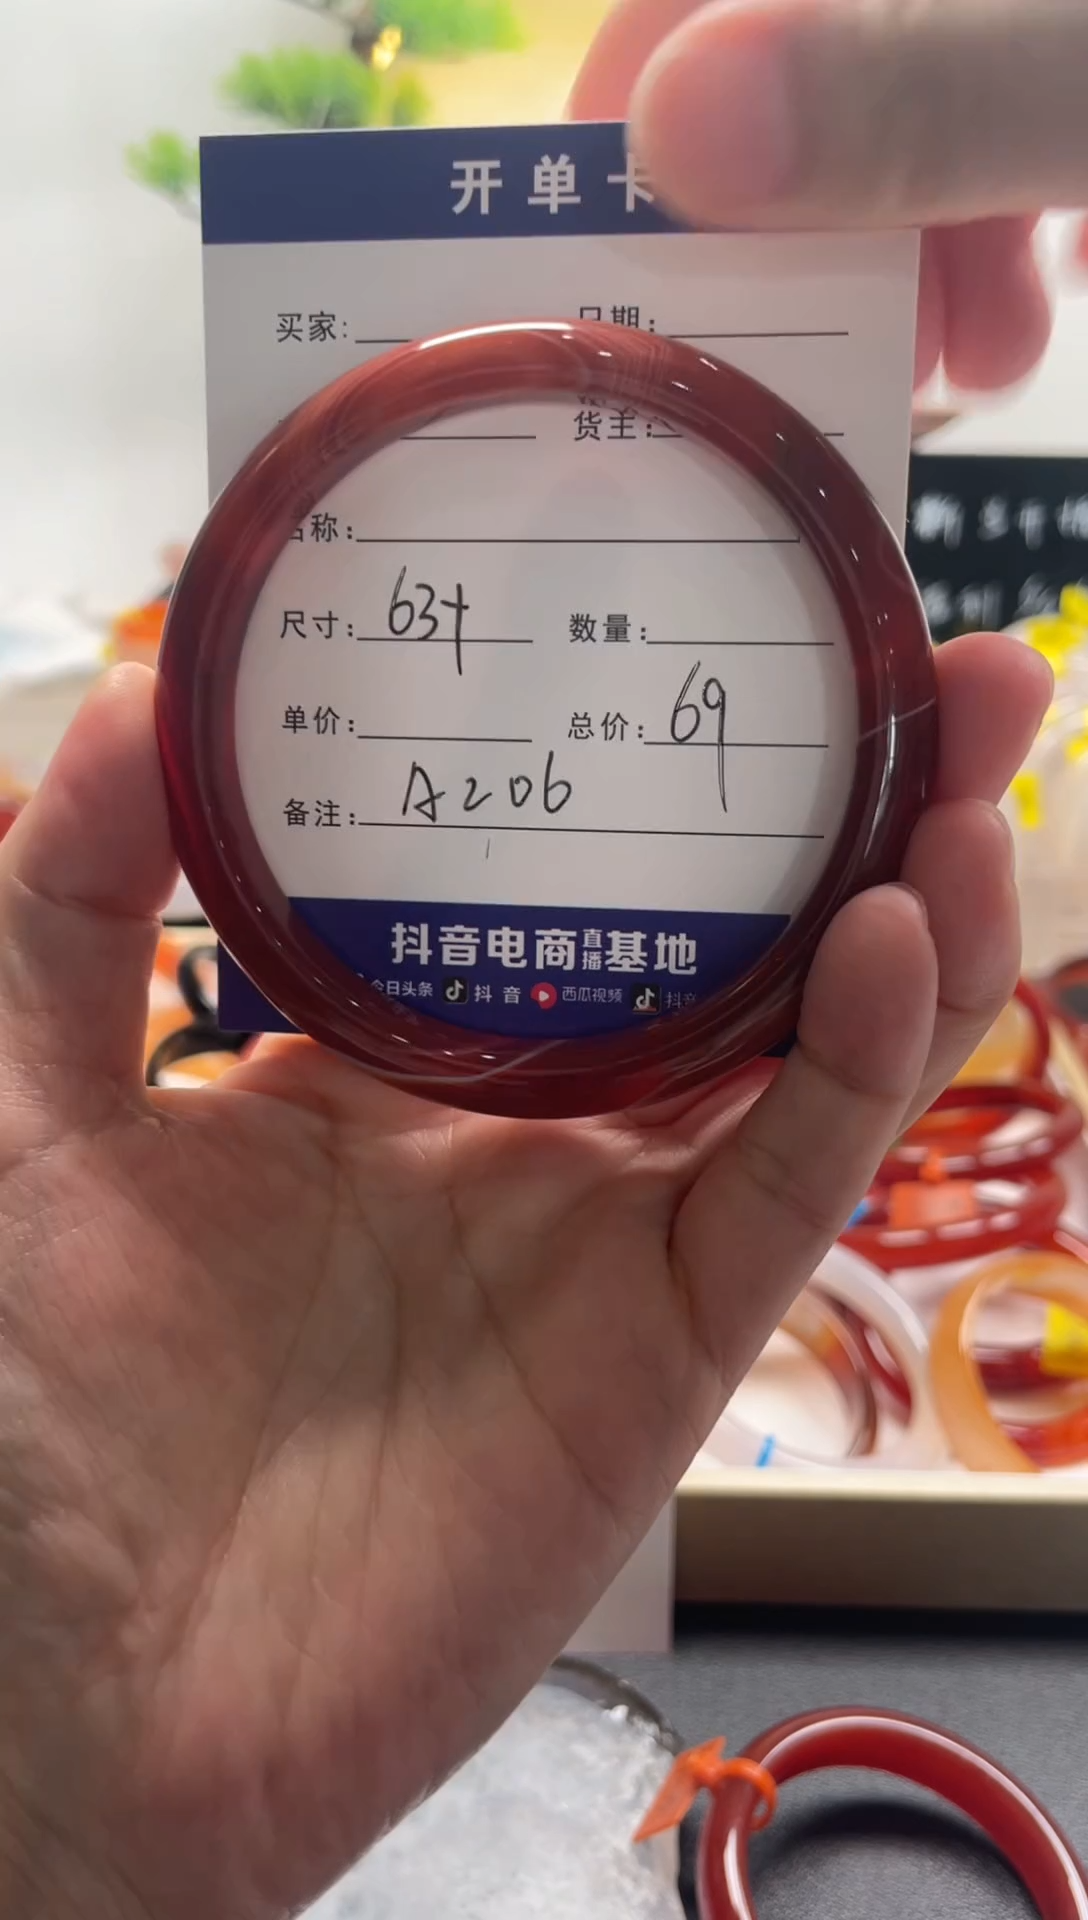 开单卡
买家: 日期:
货主:
名称:
尺寸: 63+ 数量:
单价: 总价: 69
备注: A206
抖音电商直播基地
今日头条 抖音 西瓜视频 抖音